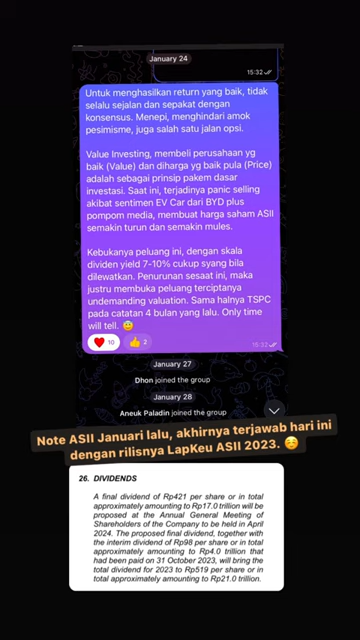 January 24
15:32
Untuk menghasilkan return yang baik, tidak
selalu sejalan dan sepakat dengan
konsensus. Menepi, menghindari amok
pesimisme, juga salah satu jalan opsi.
Value Investing, membeli perusahaan yg
baik (Value) dan diharga yg baik pula (Price)
adalah sebagai prinsip pakem dasar
investasi. Saat ini, terjadinya panic selling
akibat sentimen EV Car dari BYD plus
pompom media, membuat harga saham ASII
semakin turun dan semakin mules.
Kebukanya peluang ini, dengan skala
dividen yield 7-10% cukup syang bila
dilewatkan. Penurunan sesaat ini, maka
justru membuka peluang terciptanya
undemanding valuation. Sama halnya TSPC
pada catatan 4 bulan yang lalu. Only time
will tell. 😇
❤️ 10 👍 2
15:32
January 27
Dhon joined the group
January 28
Aneuk Paladin joined the group
Note ASII Januari lalu, akhirnya terjawab hari ini
dengan rilisnya LapKeu ASII 2023. ☺️
26. DIVIDENDS
A final dividend of Rp421 per share or in total
approximately amounting to Rp17.0 trillion will be
proposed at the Annual General Meeting of
Shareholders of the Company to be held in April
2024. The proposed final dividend, together with
the interim dividend of Rp98 per share or in total
approximately amounting to Rp4.0 trillion that
had been paid on 31 October 2023, will bring the
total dividend for 2023 to Rp519 per share or in
total approximately amounting to Rp21.0 trillion.